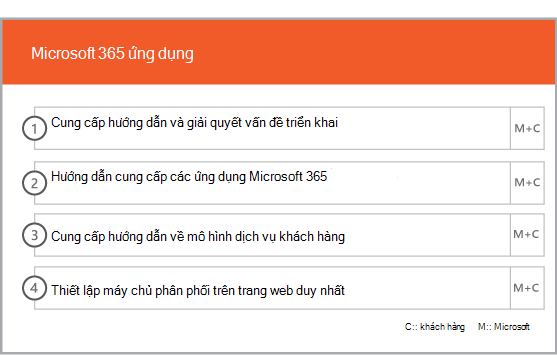 Microsoft 365 ứng dụng
1 Cung cấp hướng dẫn và giải quyết vấn đề triển khai M+C
2 Hướng dẫn cung cấp các ứng dụng Microsoft 365 M+C
3 Cung cấp hướng dẫn về mô hình dịch vụ khách hàng M+C
4 Thiết lập máy chủ phân phối trên trang web duy nhất M+C
C:: khách hàng M:: Microsoft